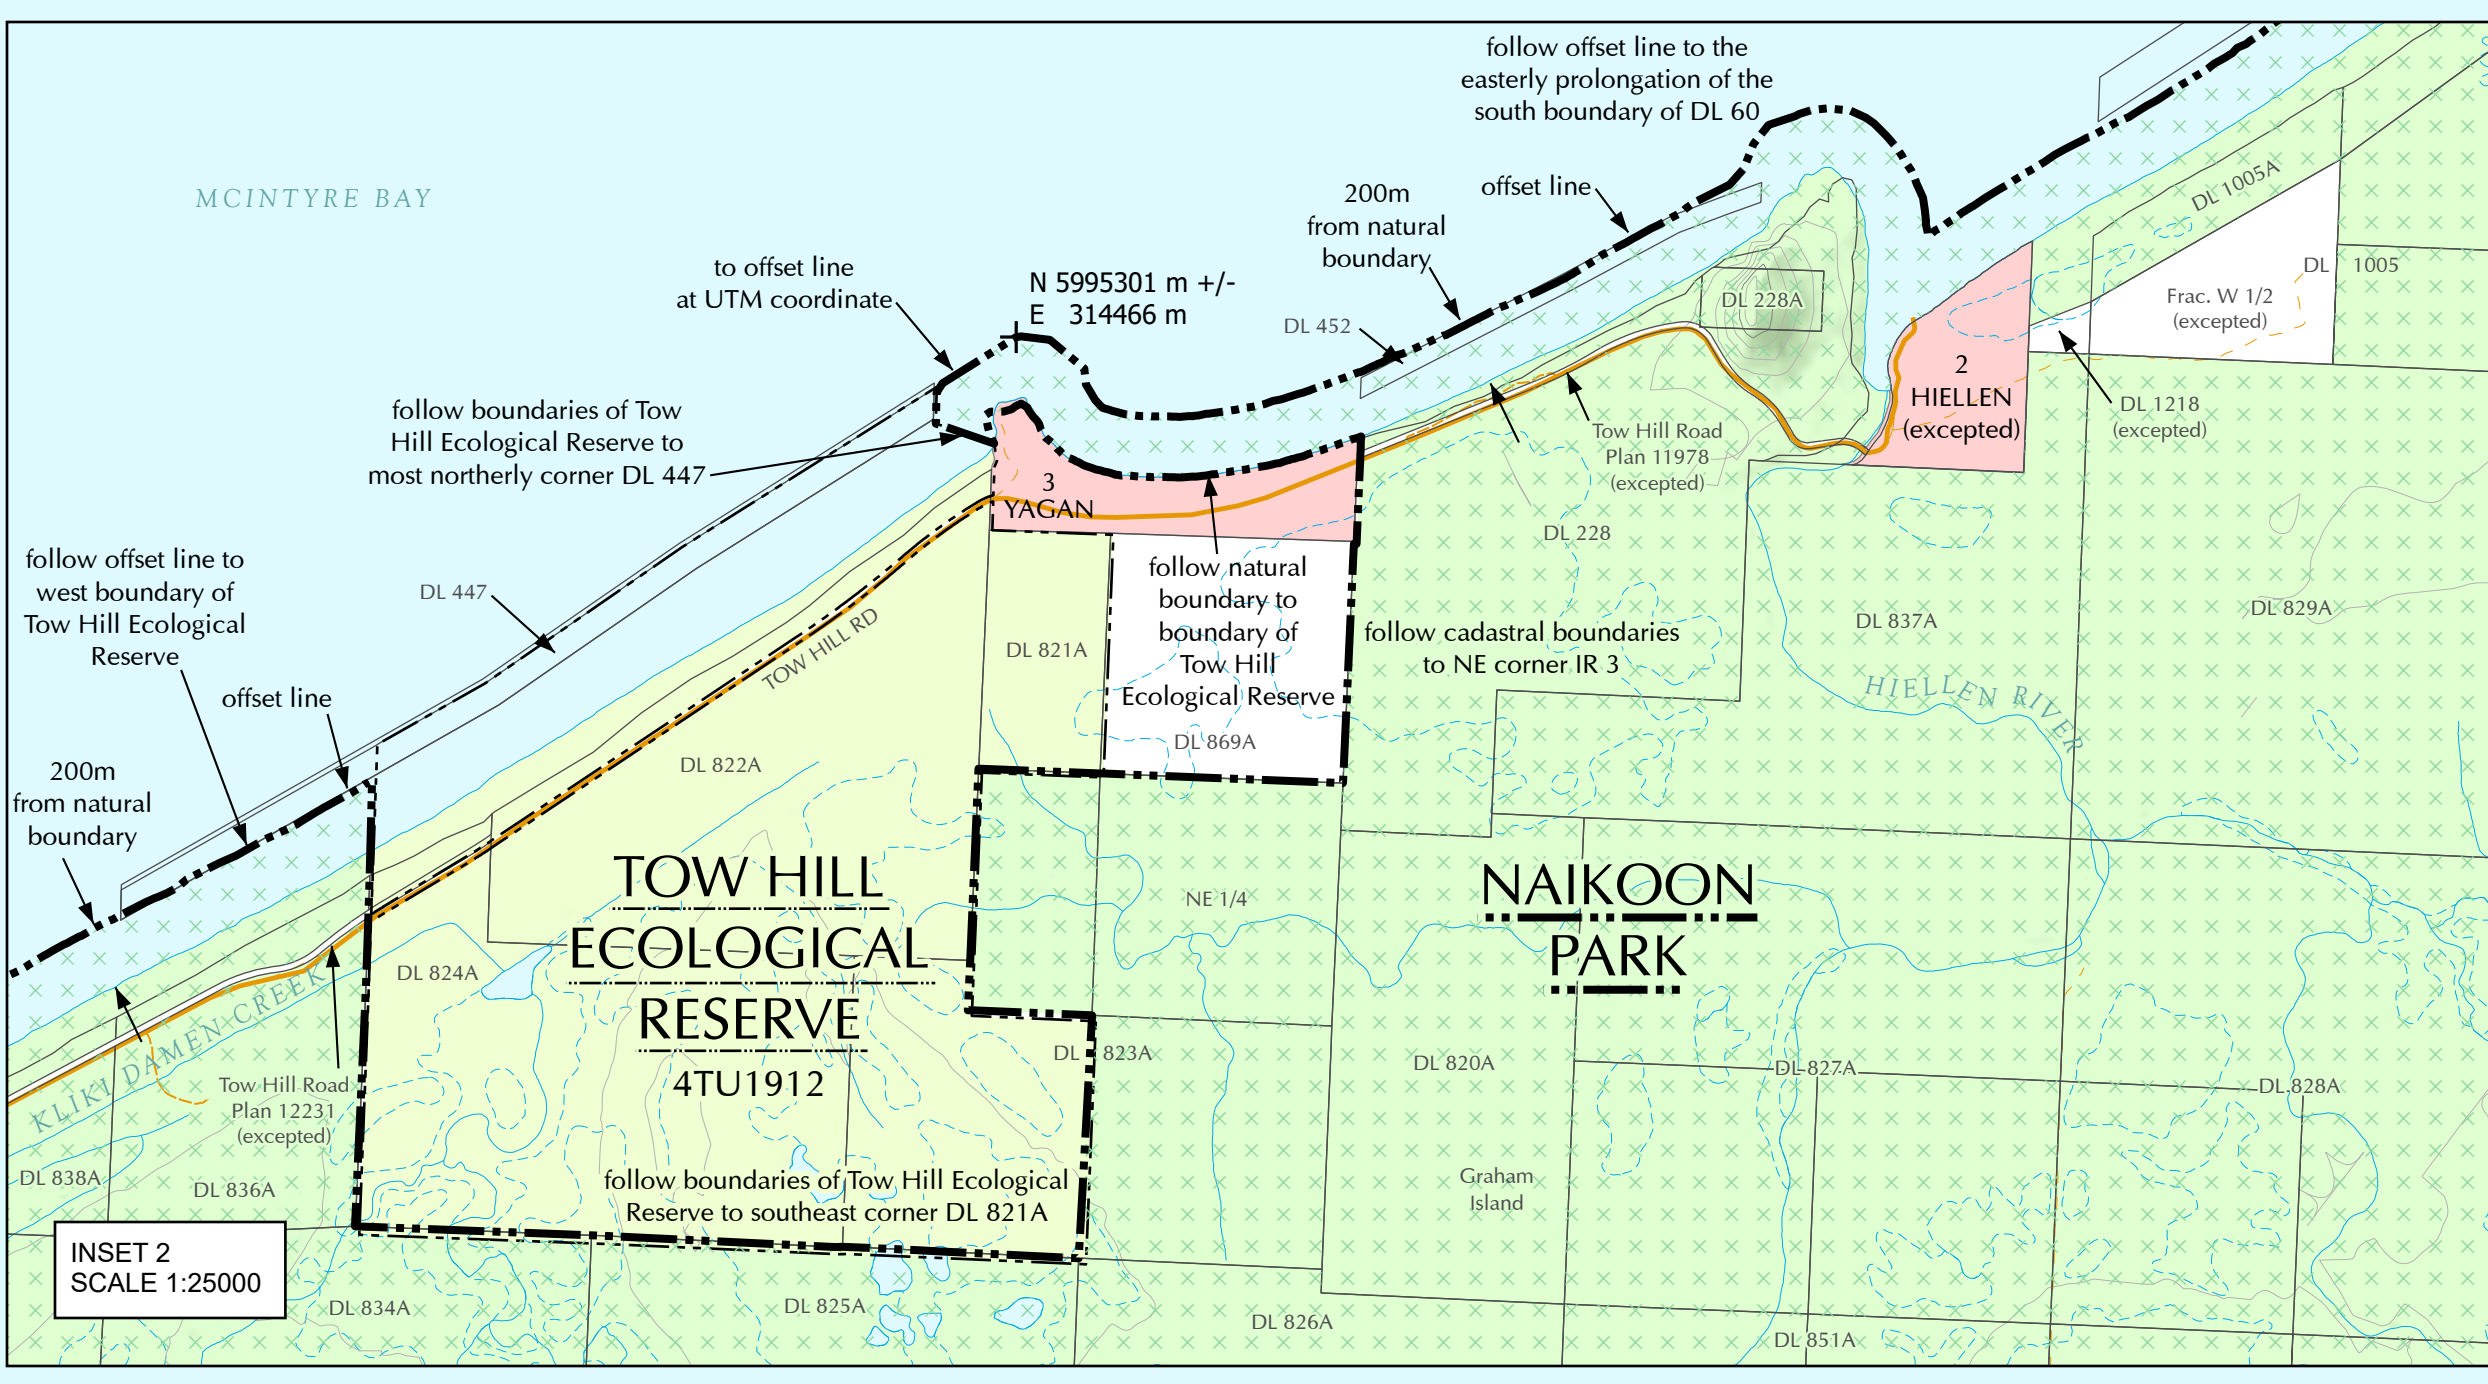 follow offset line to the
easterly prolongation of the
south boundary of DL 60
MCINTYRE BAY
200m
from natural
boundary
offset line
DL 1005A
to offset line
at UTM coordinate
N 5995301 m +/-
E 314466 m
DL 452
DL 228A
DL 1005
Frac. W 1/2
(excepted)
2
HIELLEN
(excepted)
DL 1218
(excepted)
follow boundaries of Tow
Hill Ecological Reserve to
most northerly corner DL 447
Tow Hill Road
Plan 11978
(excepted)
3
YAGAN
DL 228
follow offset line to
west boundary of
Tow Hill Ecological
Reserve
DL 447
TOW HILL RD
DL 821A
follow natural
boundary to
boundary of
Tow Hill
Ecological Reserve
follow cadastral boundaries
to NE corner IR 3
DL 837A
DL 829A
HIELLEN RIVER
offset line
DL 869A
DL 822A
200m
from natural
boundary
TOW HILL
ECOLOGICAL
RESERVE
4TU1912
NE 1/4
NAIKOON
PARK
DL 824A
KLIKI DAMEN CREEK
Tow Hill Road
Plan 12231
(excepted)
DL 823A
DL 820A
DL 827A
DL 828A
DL 838A
DL 836A
follow boundaries of Tow Hill Ecological
Reserve to southeast corner DL 821A
Graham
Island
INSET 2
SCALE 1:25000
DL 834A
DL 825A
DL 826A
DL 851A